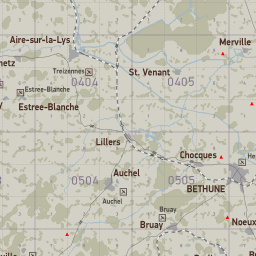 Aire-sur-la-Lys
Merville
netz
Treizennes
St. Venant
0404
0405
Estree-Blanche
Estree-Blanche
Lillers
Chocques
He
Auchel
0504
0505
BETHUNE
Auchel
Bruay
Bruay
Noeux